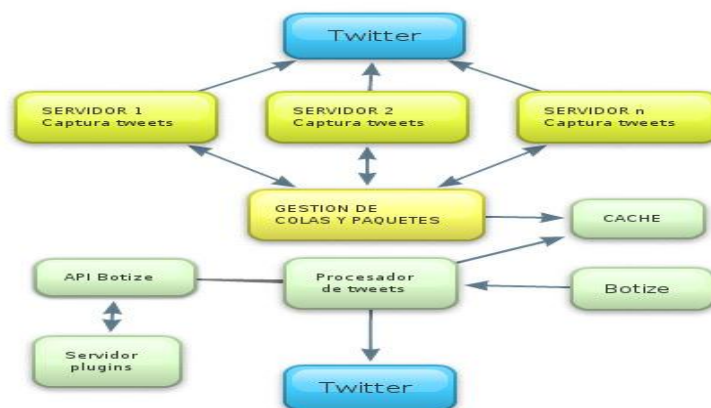 Twitter
SERVIDOR 1
Captura tweets
SERVIDOR 2
Captura tweets
SERVIDOR n
Captura tweets
GESTION DE
COLAS Y PAQUETES
CACHE
API Botize
Procesador
de tweets
Botize
Servidor
plugins
Twitter